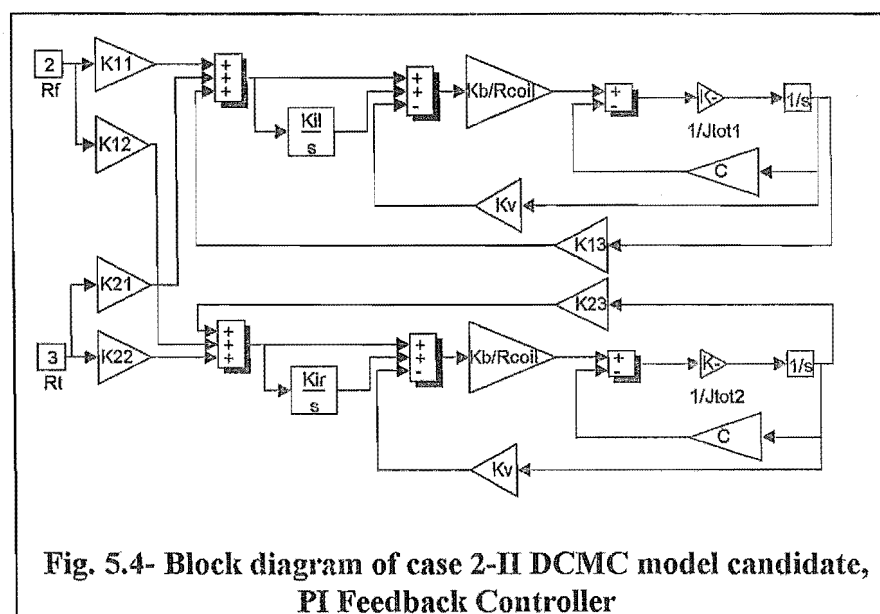 2
Rf
K11
K12
+
+
+
Kil
s
+
+
-
Kb/Rcoil
+
-
K-
1/Jtot1
1/s
C
Kv
K13
K21
K23
3
Rt
K22
+
+
+
Kir
s
+
+
-
Kb/Rcoil
+
-
K-
1/Jtot2
1/s
C
Kv
Fig. 5.4- Block diagram of case 2-II DCMC model candidate,
PI Feedback Controller